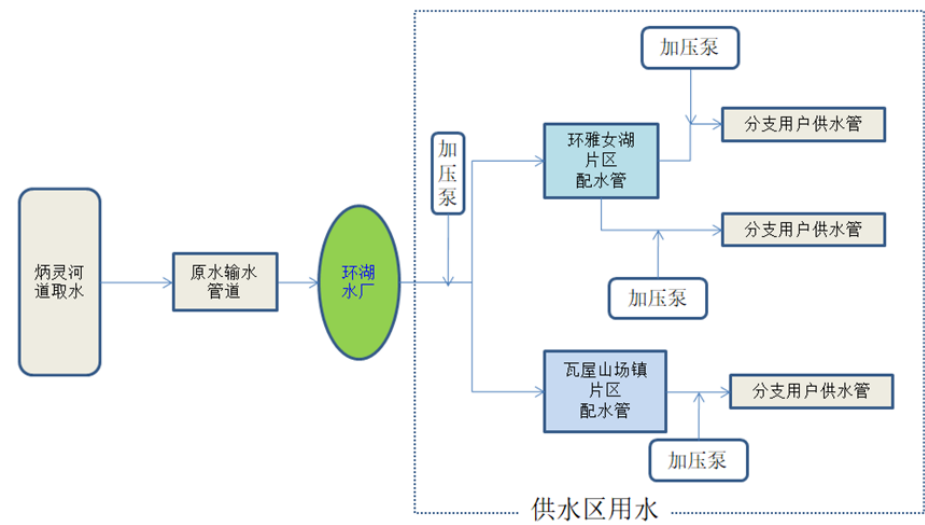 炳灵河
道取水
原水输水
管道
环湖
水厂
加
压
泵
环雅女湖
片区
配水管
加压泵
分支用户供水管
分支用户供水管
加压泵
瓦屋山场镇
片区
配水管
分支用户供水管
加压泵
供水区用水